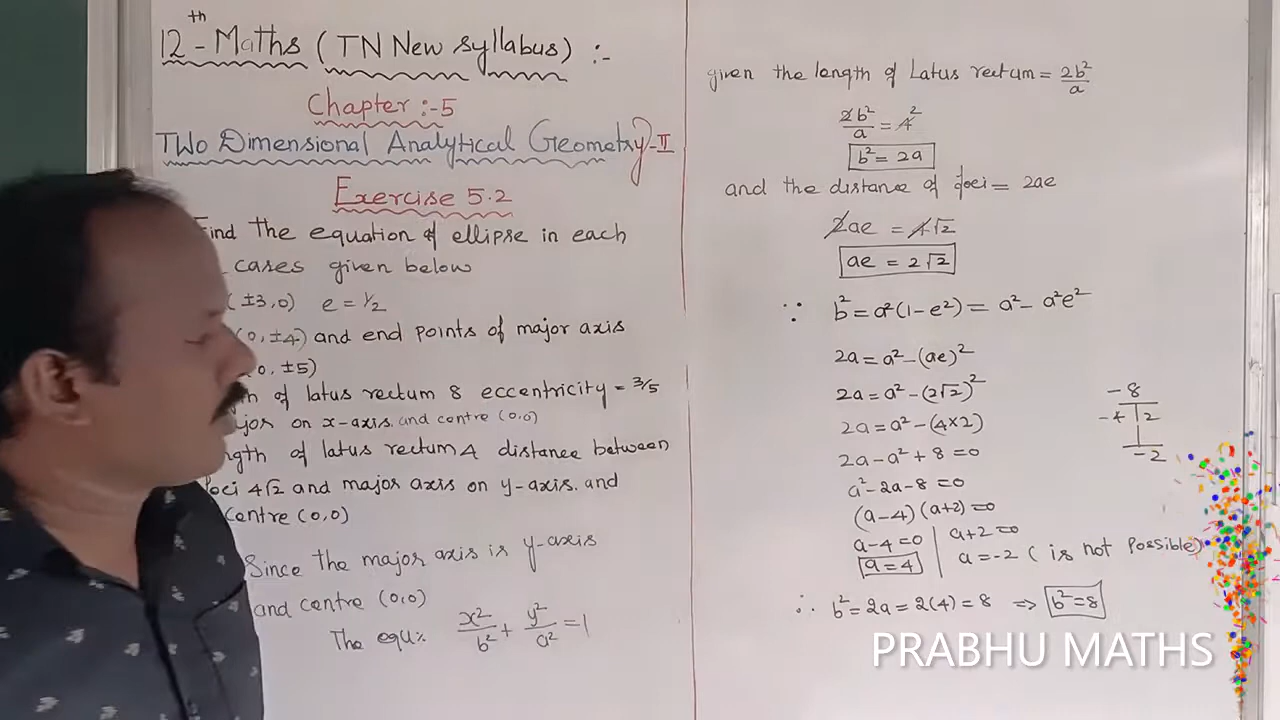 12th - Maths (TN New syllabus) :-
Chapter :- 5
Two Dimensional Analytical Geometry - II
Exercise 5.2
Find the equation of ellipse in each
cases given below
(±3,0) e = 1/2
(0,±4) and end points of major axis
0, ±5)
of latus rectum 8 eccentricity = 3/5
on x-axis. and centre (0,0)
of latus rectum 4 distance between
foci 4√2 and major axis on y-axis. and
centre (0,0)
Since the major axis is y-axis
and centre (0,0)
The equ: x²/b² + y²/a² = 1
given the length of Latus rectum = 2b²/a
2b²/a = 4 2
b² = 2a
and the distance of foci = 2ae
2ae = 4√2
ae = 2√2
∵ b² = a²(1-e²) = a² - a²e²
2a = a² - (ae)²
2a = a² - (2√2)²
2a = a² - (4×2)
2a - a² + 8 = 0
a² - 2a - 8 = 0
(a-4) (a+2) = 0
a-4 = 0 | a+2 = 0
a = 4 | a = -2 ( is not possible)
∴ b² = 2a = 2(4) = 8 ⇒ b² = 8
-8
-4 | 2
-2
PRABHU MATHS